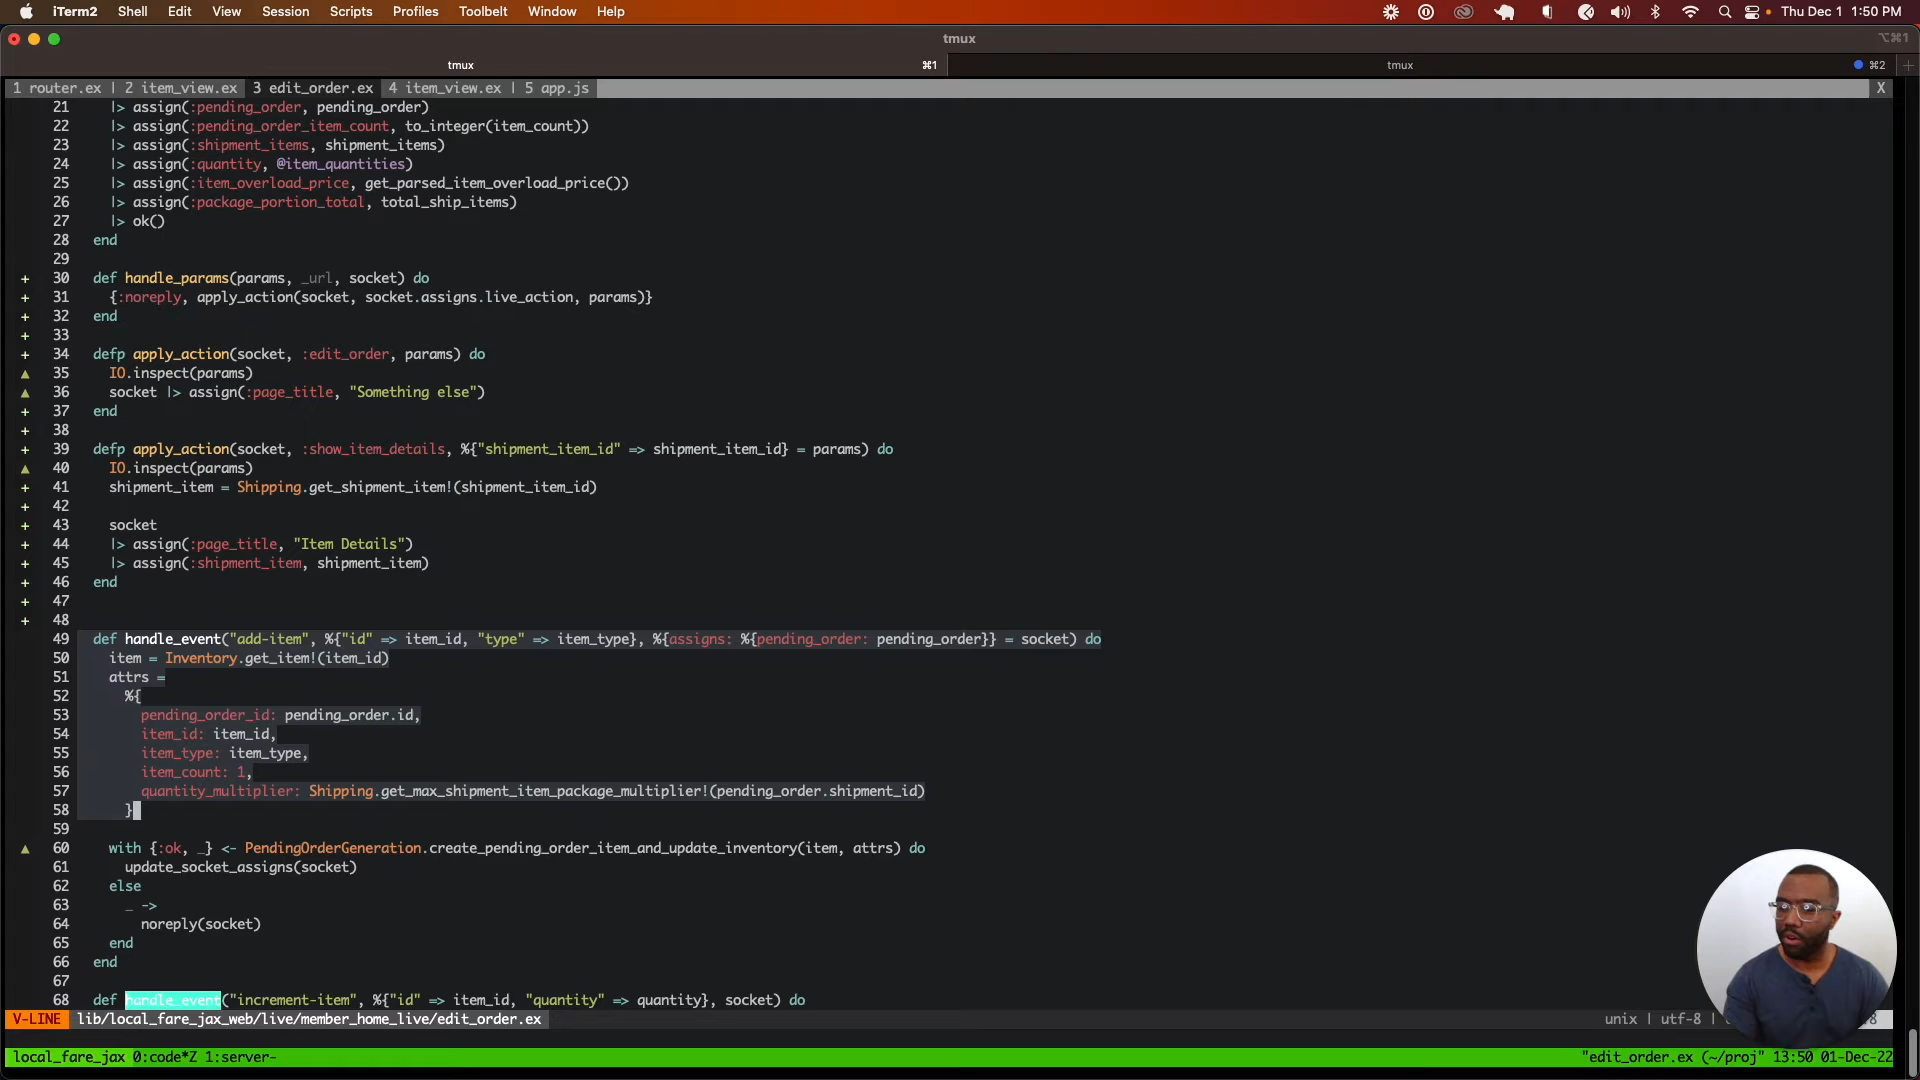 iTerm2 Shell Edit View Session Scripts Profiles Toolbelt Window Help Thu Dec 1 1:50 PM
tmux ⌥⌘1
tmux ⌘1 tmux ⌘2
1 router.ex | 2 item_view.ex 3 edit_order.ex 4 item_view.ex | 5 app.js X
21 |> assign(:pending_order, pending_order)
22 |> assign(:pending_order_item_count, to_integer(item_count))
23 |> assign(:shipment_items, shipment_items)
24 |> assign(:quantity, @item_quantities)
25 |> assign(:item_overload_price, get_parsed_item_overload_price())
26 |> assign(:package_portion_total, total_ship_items)
27 |> ok()
28 end
29
+ 30 def handle_params(params, _url, socket) do
+ 31 {:noreply, apply_action(socket, socket.assigns.live_action, params)}
+ 32 end
+ 33
+ 34 defp apply_action(socket, :edit_order, params) do
▲ 35 IO.inspect(params)
▲ 36 socket |> assign(:page_title, "Something else")
+ 37 end
+ 38
+ 39 defp apply_action(socket, :show_item_details, %{"shipment_item_id" => shipment_item_id} = params) do
▲ 40 IO.inspect(params)
+ 41 shipment_item = Shipping.get_shipment_item!(shipment_item_id)
+ 42
+ 43 socket
+ 44 |> assign(:page_title, "Item Details")
+ 45 |> assign(:shipment_item, shipment_item)
+ 46 end
+ 47
+ 48
49 def handle_event("add-item", %{"id" => item_id, "type" => item_type}, %{assigns: %{pending_order: pending_order}} = socket) do
50 item = Inventory.get_item!(item_id)
51 attrs =
52 %{
53 pending_order_id: pending_order.id,
54 item_id: item_id,
55 item_type: item_type,
56 item_count: 1,
57 quantity_multiplier: Shipping.get_max_shipment_item_package_multiplier!(pending_order.shipment_id)
58 }
59
▲ 60 with {:ok, _} <- PendingOrderGeneration.create_pending_order_item_and_update_inventory(item, attrs) do
61 update_socket_assigns(socket)
62 else
63 _ ->
64 noreply(socket)
65 end
66 end
67
68 def handle_event("increment-item", %{"id" => item_id, "quantity" => quantity}, socket) do
V-LINE lib/local_fare_jax_web/live/member_home_live/edit_order.ex unix | utf-8 |
local_fare_jax 0:code*Z 1:server- "edit_order.ex (~/proj" 13:50 01-Dec-22